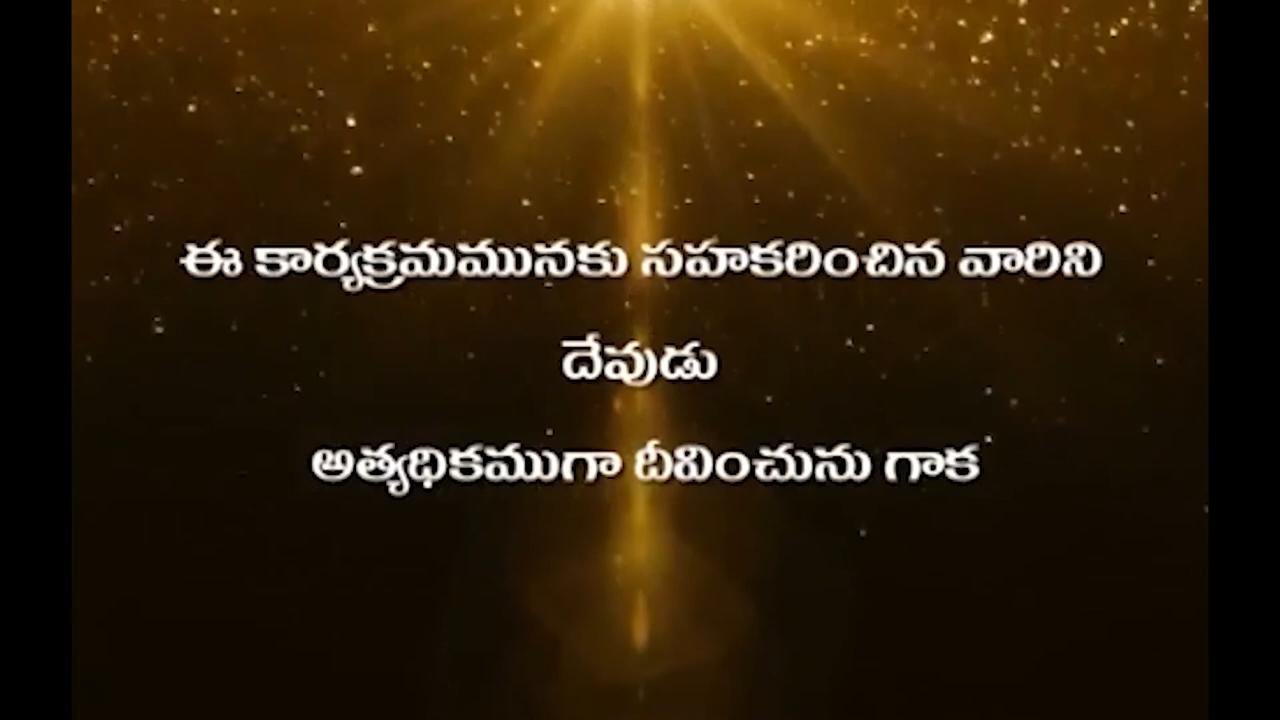 ఈ కార్యక్రమమునకు సహకరించిన వారిని
దేవుడు
అత్యధికముగా దీవించును గాక